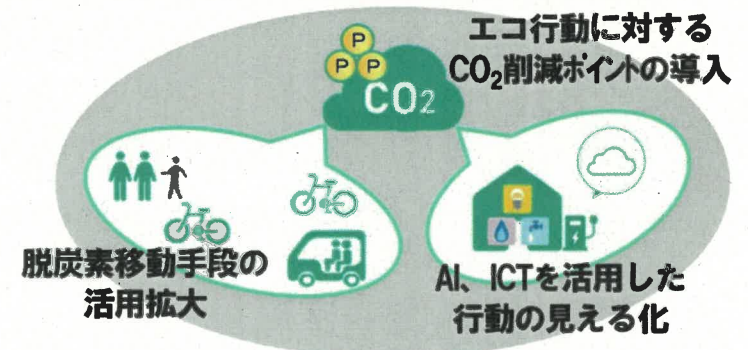 エコ行動に対する
CO₂削減ポイントの導入
P
P P
CO2
脱炭素移動手段の
活用拡大
AI、ICTを活用した
行動の見える化